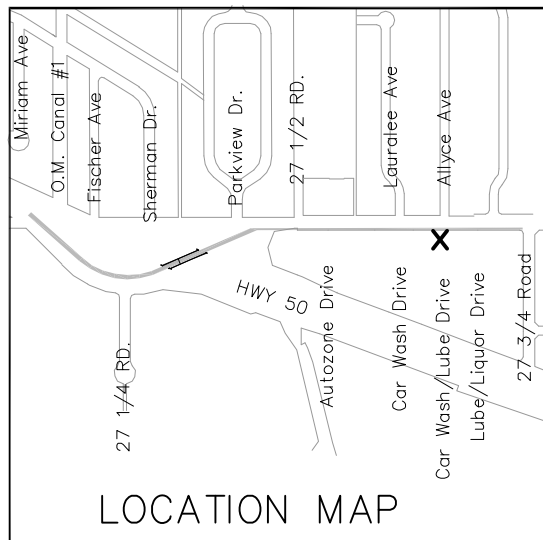 Miriam Ave
O.M. Canal #1
Fischer Ave
Sherman Dr.
Parkview Dr.
27 1/2 RD.
Lauralee Ave
Allyce Ave
HWY 50
27 1/4 RD.
Autozone Drive
Car Wash Drive
Car Wash/Lube Drive
Lube/Liquor Drive
27 3/4 Road
LOCATION MAP